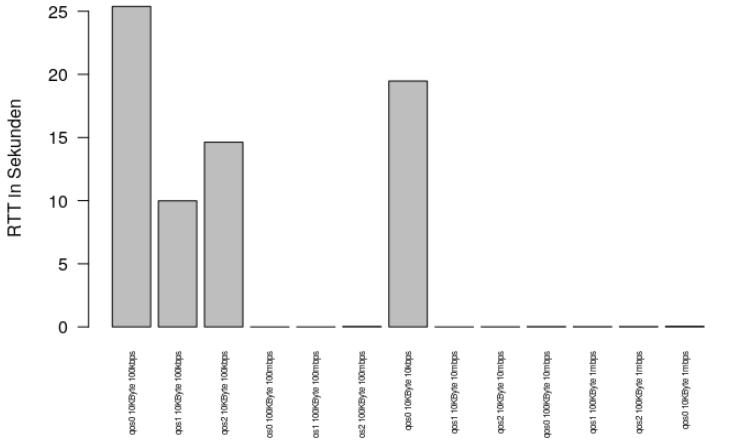 RTT in Sekunden
25
20
15
10
5
0
qos0 10KByte 100kbps
qos1 10KByte 100kbps
qos2 10KByte 100kbps
os0 100KByte 100mbps
os1 100KByte 100mbps
os2 100KByte 100mbps
qos0 10KByte 10kbps
qos1 10KByte 10mbps
qos2 10KByte 10mbps
qos0 100KByte 10mbps
qos1 100KByte 1mbps
qos2 100KByte 1mbps
qos0 10KByte 1mbps